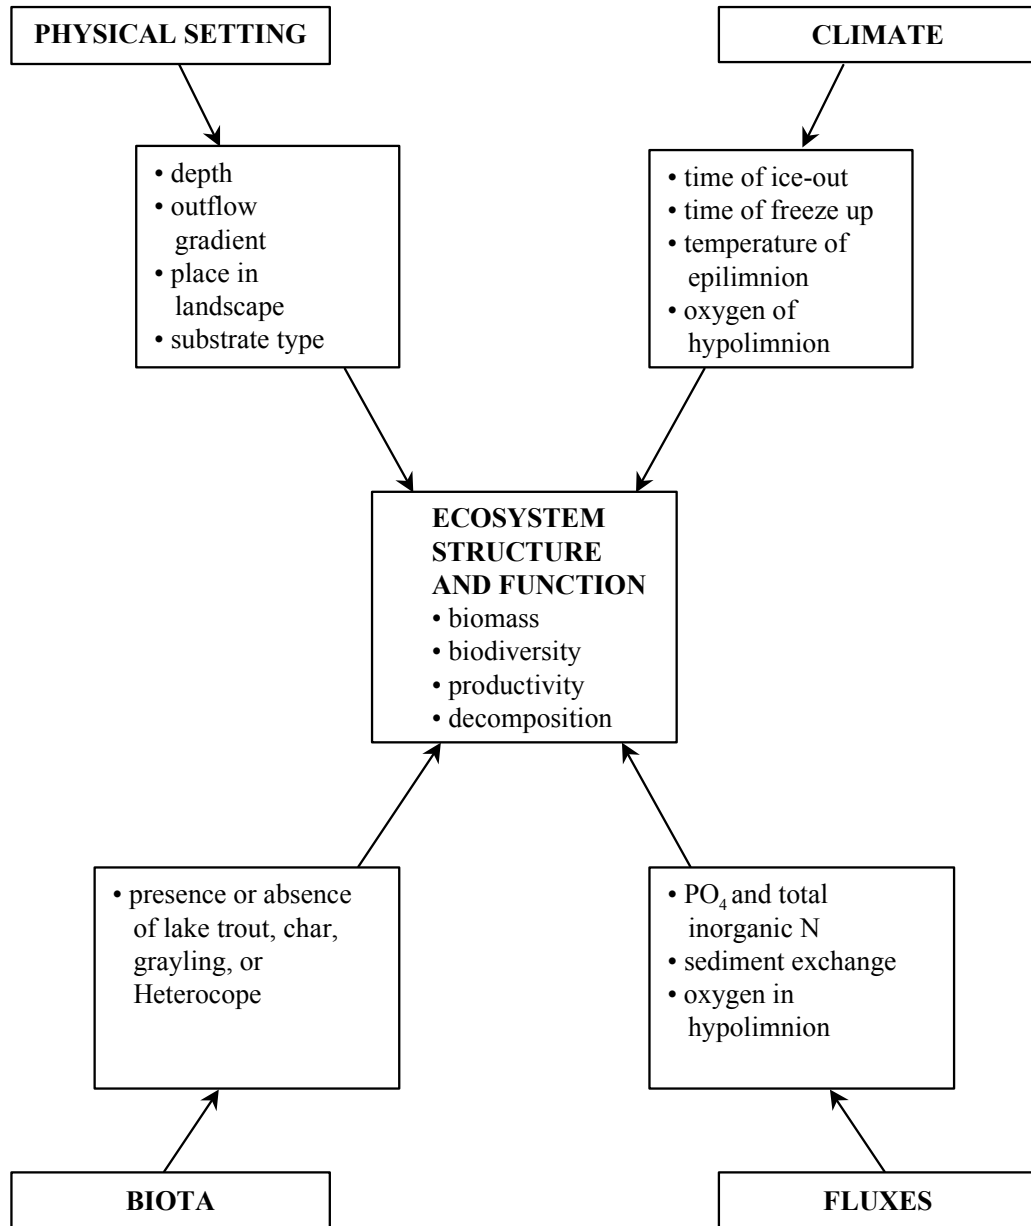 PHYSICAL SETTING
CLIMATE
• depth
• outflow
gradient
• place in
landscape
• substrate type
• time of ice-out
• time of freeze up
• temperature of
epilimnion
• oxygen of
hypolimnion
ECOSYSTEM
STRUCTURE
AND FUNCTION
• biomass
• biodiversity
• productivity
• decomposition
• presence or absence
of lake trout, char,
grayling, or
Heterocope
• PO₄ and total
inorganic N
• sediment exchange
• oxygen in
hypolimnion
BIOTA
FLUXES